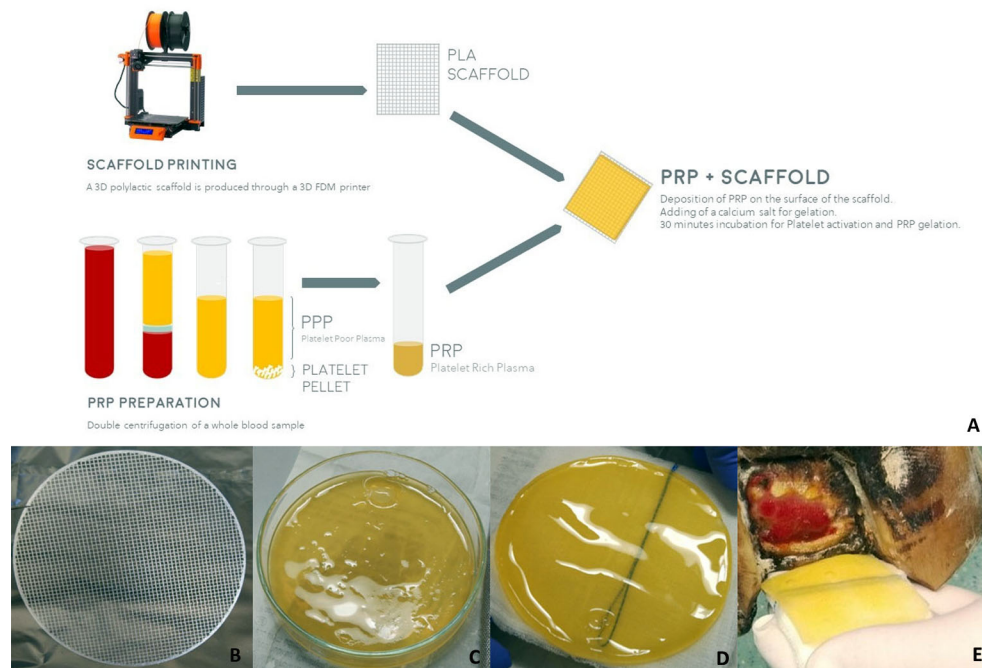 PLA
SCAFFOLD
SCAFFOLD PRINTING
A 3D polylactic scaffold is produced through a 3D FDM printer
PRP + SCAFFOLD
Deposition of PRP on the surface of the scaffold.
Adding of a calcium salt for gelation.
30 minutes incubation for Platelet activation and PRP gelation.
PPP
Platelet Poor Plasma
PLATELET
PELLET
PRP
Platelet Rich Plasma
PRP PREPARATION
Double centrifugation of a whole blood sample
A
B
C
D
E